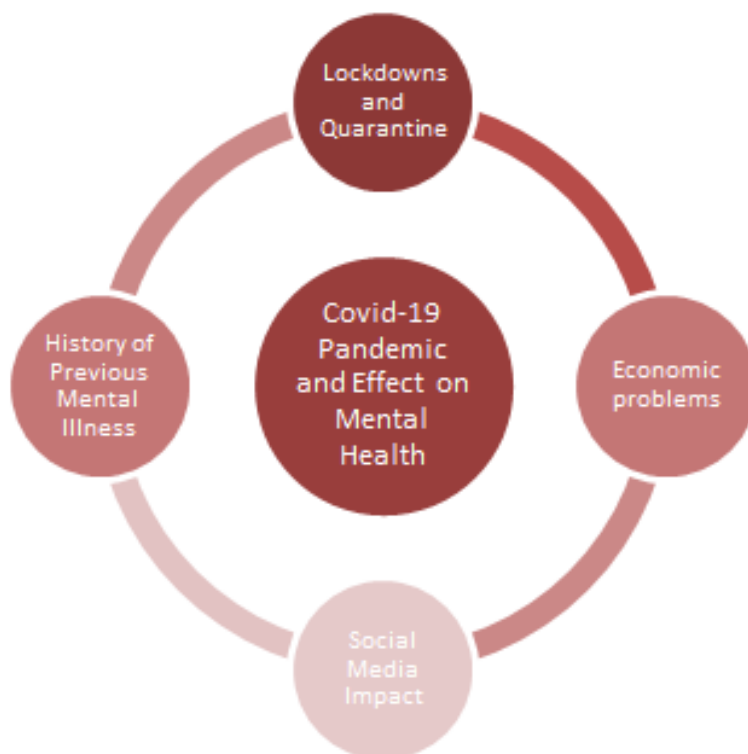 Lockdowns
and
Quarantine
History of
Previous
Mental
Illness
Covid-19
Pandemic
and Effect on
Mental
Health
Economic
problems
Social
Media
Impact